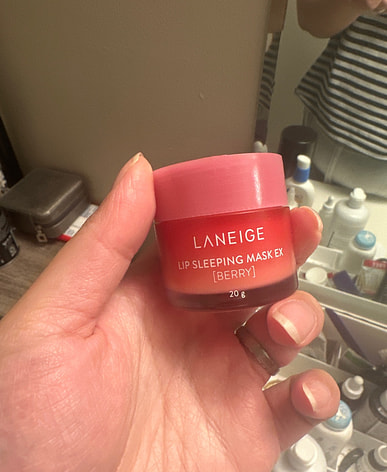 LANEIGE
LIP SLEEPING MASK EX
[BERRY]
20 g